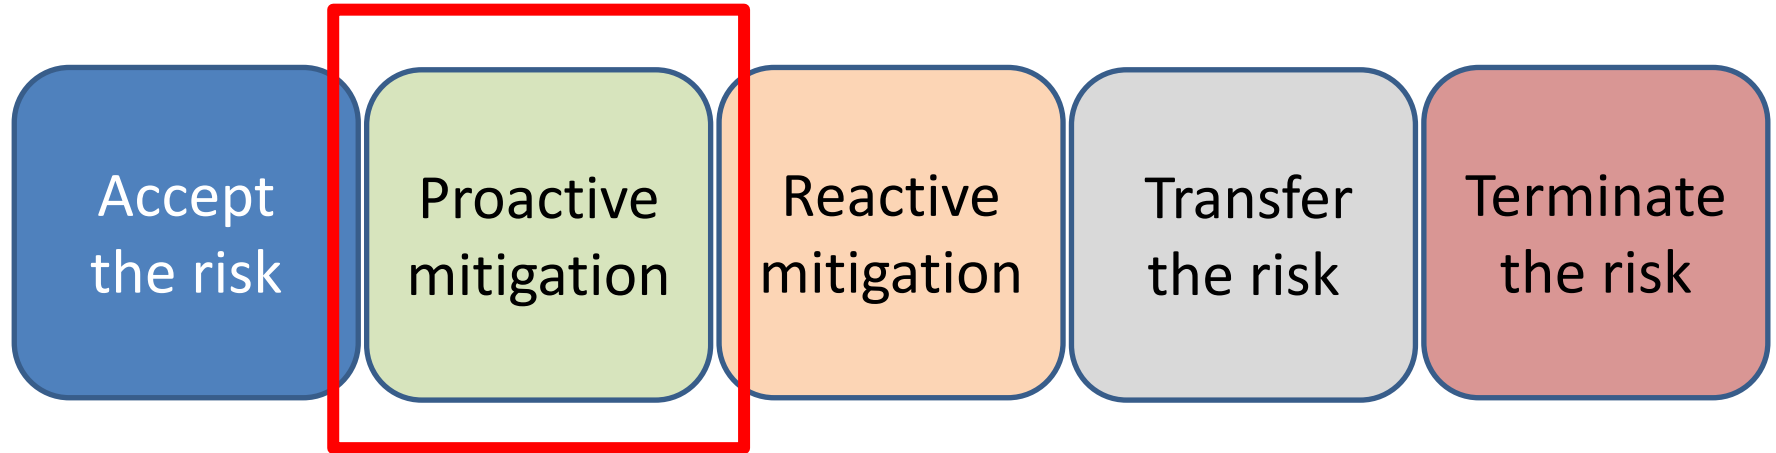 Accept
the risk
Proactive
mitigation
Reactive
mitigation
Transfer
the risk
Terminate
the risk